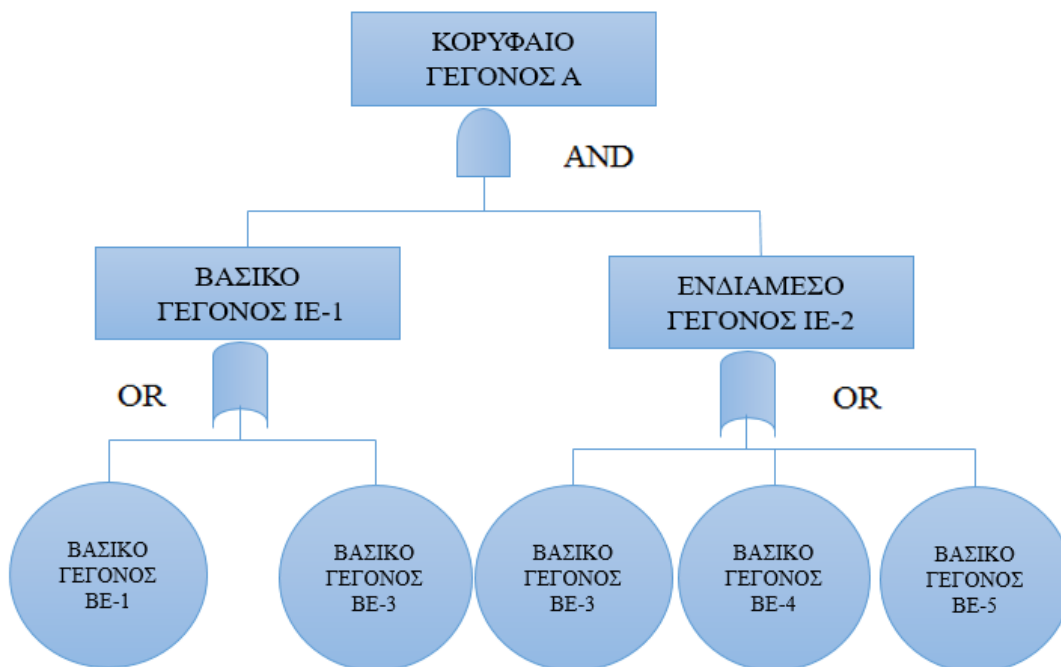 ΚΟΡΥΦΑΙΟ
ΓΕΓΟΝΟΣ Α
AND
ΒΑΣΙΚΟ
ΓΕΓΟΝΟΣ ΙΕ-1
ΕΝΔΙΑΜΕΣΟ
ΓΕΓΟΝΟΣ ΙΕ-2
OR
OR
ΒΑΣΙΚΟ
ΓΕΓΟΝΟΣ
ΒΕ-1
ΒΑΣΙΚΟ
ΓΕΓΟΝΟΣ
ΒΕ-3
ΒΑΣΙΚΟ
ΓΕΓΟΝΟΣ
ΒΕ-3
ΒΑΣΙΚΟ
ΓΕΓΟΝΟΣ
ΒΕ-4
ΒΑΣΙΚΟ
ΓΕΓΟΝΟΣ
ΒΕ-5